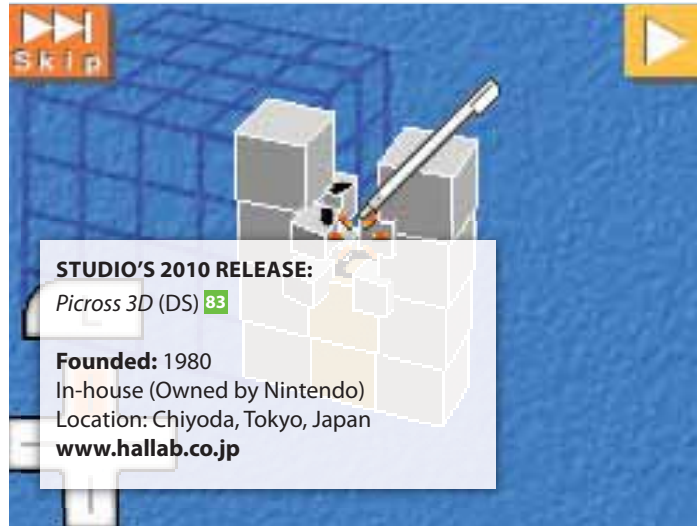 Skip
STUDIO'S 2010 RELEASE:
Picross 3D (DS) 83
Founded: 1980
In-house (Owned by Nintendo)
Location: Chiyoda, Tokyo, Japan
www.hallab.co.jp